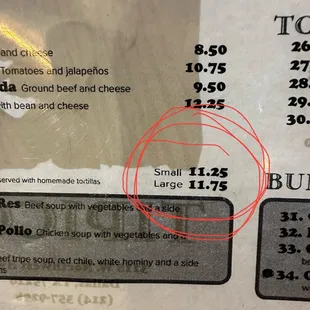 TO
and cheese 8.50 26
Tomatoes and jalapeños 10.75 27
da Ground beef and cheese 9.50 28
with bean and cheese 12.25 29.
30.
Small 11.25
served with homemade tortillas Large 11.75
BU
Res Beef soup with vegetables and a side
Pollo Chicken soup with vegetables and
eef tripe soup, red chile, white hominy and a side
31.
32.
33.
34.